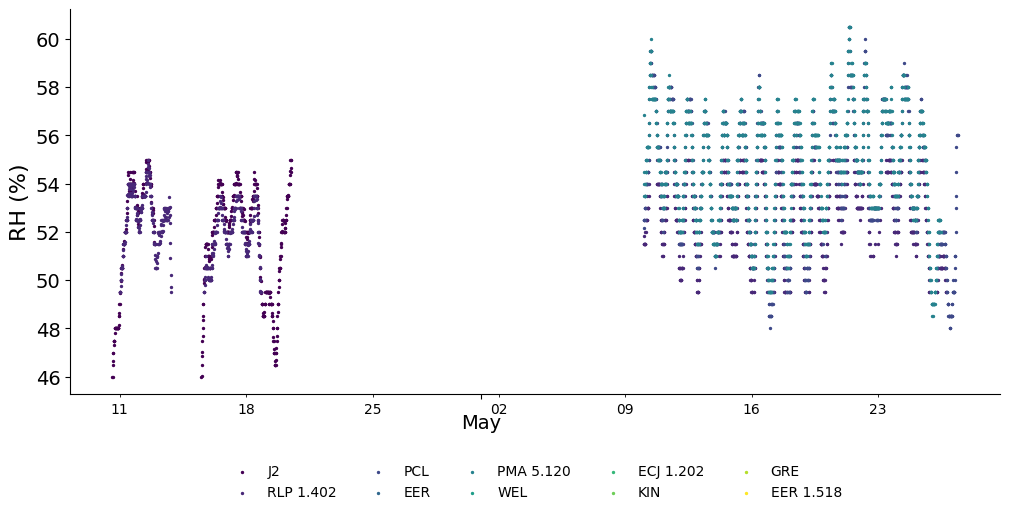 60
58
56
54
52
50
48
46
RH (%)
11 18 25 02 09 16 23
May
J2 PCL PMA 5.120 ECJ 1.202 GRE
RLP 1.402 EER WEL KIN EER 1.518